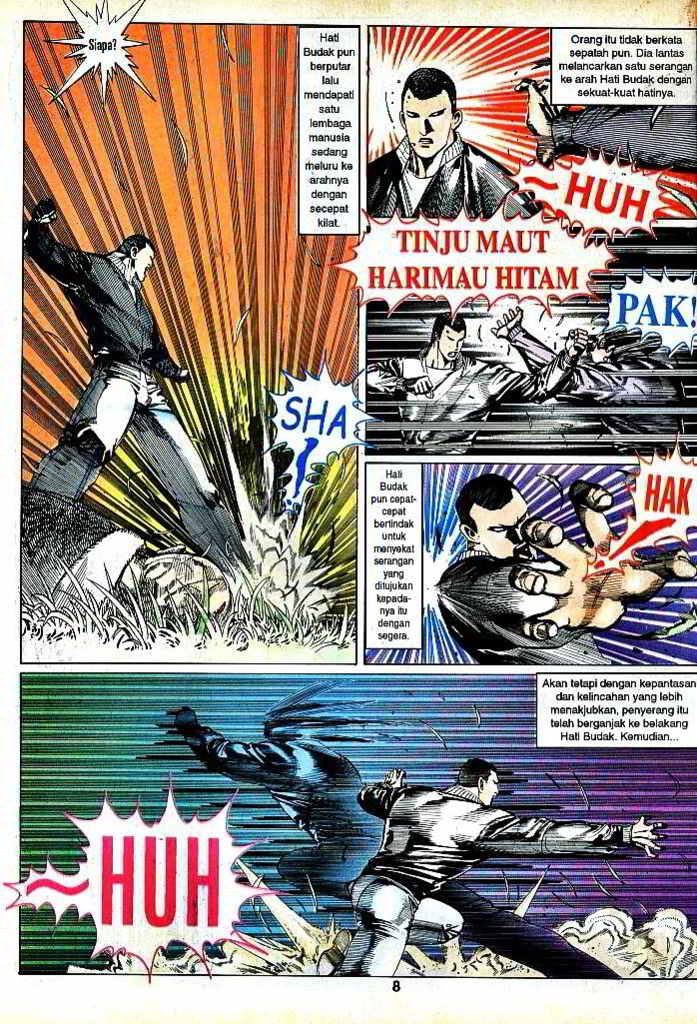 Siapa?
Hati
Budak pun
berputar
lalu
mendapati
satu
lembaga
manusia
sedang
meluru ke
arahnya
dengan
secepat
kilat.
SHA
!
Orang itu tidak berkata
sepatah pun. Dia lantas
melancarkan satu serangan
ke arah Hati Budak dengan
sekuat-kuat hatinya.
~HUH
TINJU MAUT
HARIMAU HITAM
PAK!
Hati
Budak
pun cepat-
cepat
bertindak
untuk
menyekat
serangan
yang
ditujukan
kepada-
nya itu
dengan
segera.
HAK
!
Akan tetapi dengan kepantasan
dan kelincahan yang lebih
menakjubkan, penyerang itu
telah berganjak ke belakang
Hati Budak. Kemudian...
~HUH
8